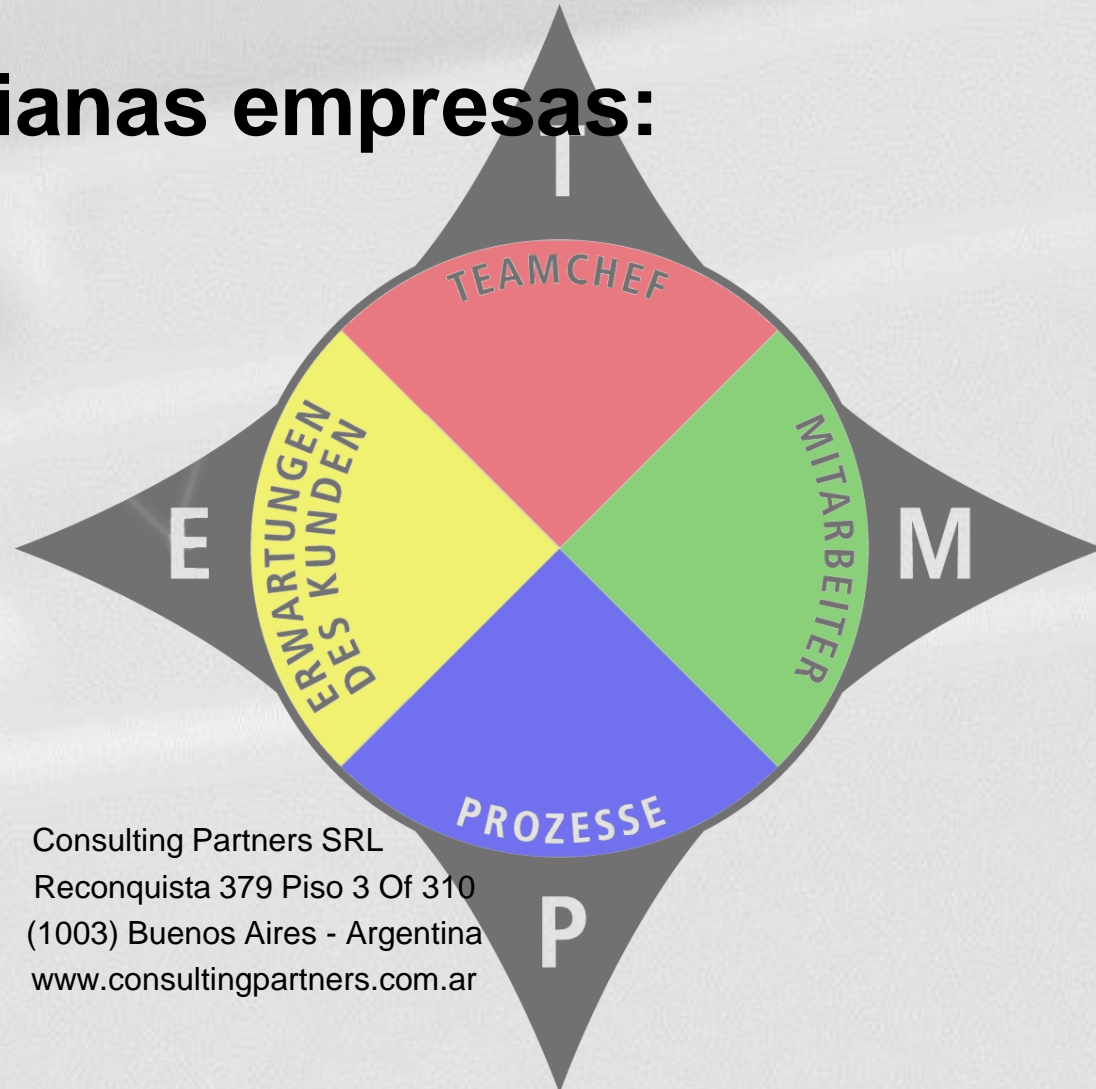 ianas empresas:
T
TEAMCHEF
E
ERWARTUNGEN
DES KUNDEN
MITARBEITER
M
PROZESSE
P
Consulting Partners SRL
Reconquista 379 Piso 3 Of 310
(1003) Buenos Aires - Argentina
www.consultingpartners.com.ar